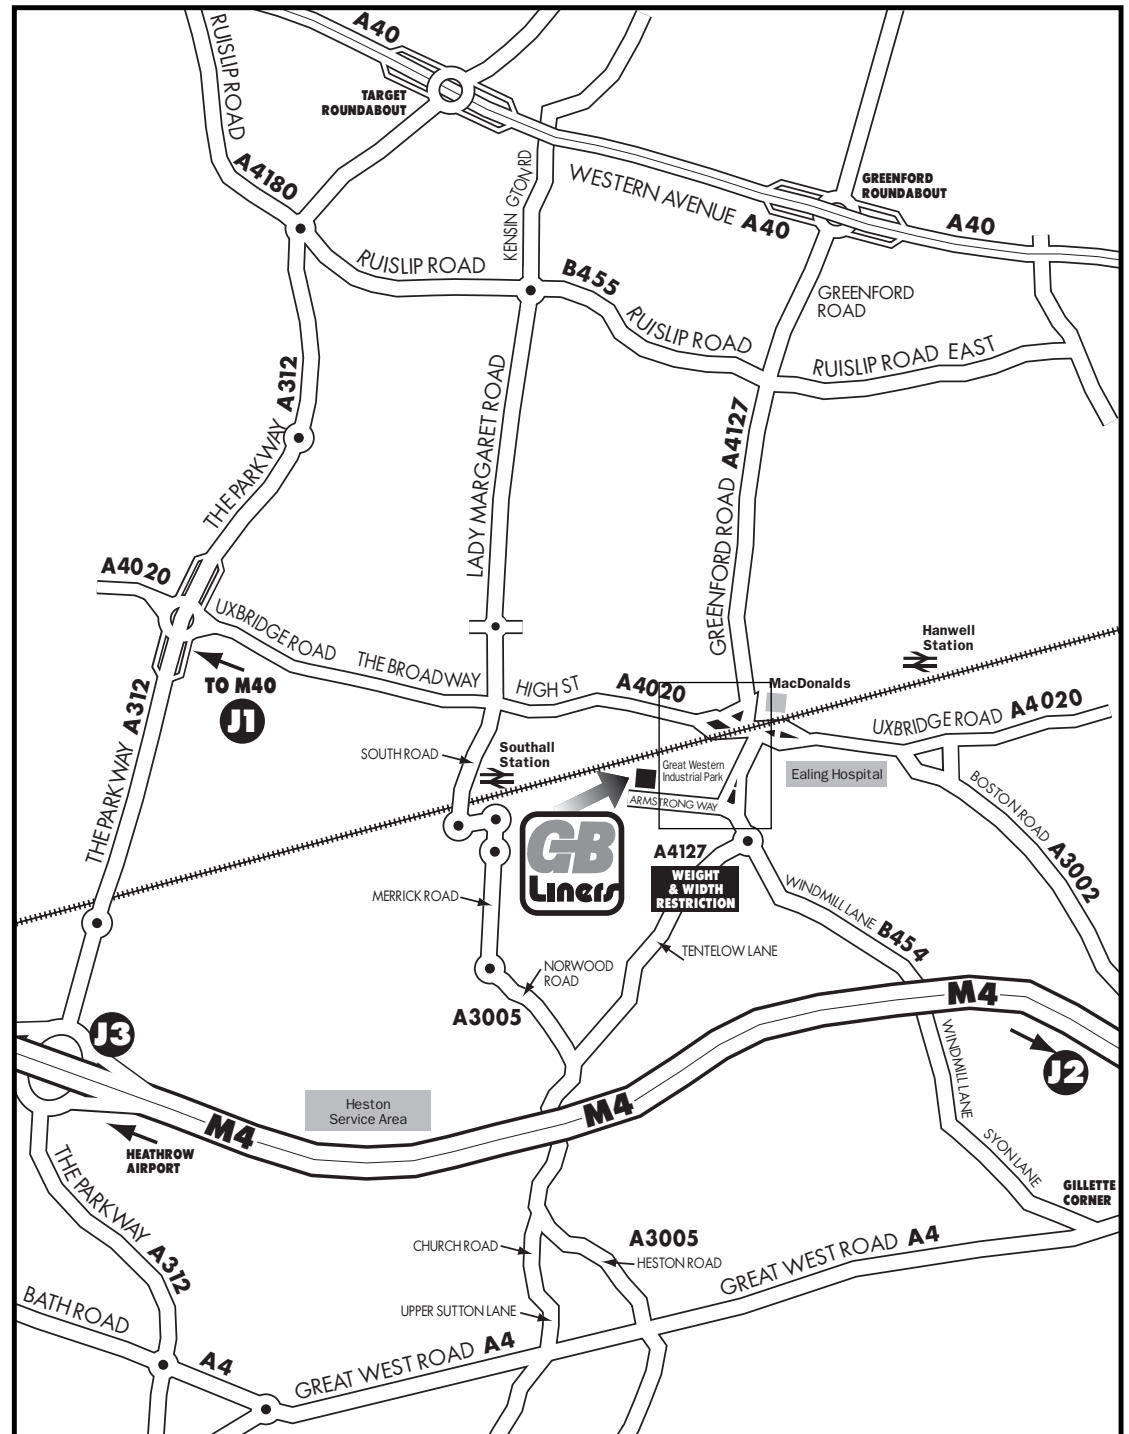 A40
RUISLIP ROAD
TARGET
ROUNDABOUT
A4180
KENSIN GTON RD
WESTERN AVENUE A40
GREENFORD
ROUNDABOUT
A40
RUISLIP ROAD
B455
RUISLIP ROAD
GREENFORD
ROAD
RUISLIP ROAD EAST
A312
THE PARKWAY
LADY MARGARET ROAD
GREENFORD ROAD A4127
A4020
UXBRIDGE ROAD
THE BROADWAY
HIGH ST
A4020
Hanwell
Station
MacDonalds
TO M40
J1
UXBRIDGE ROAD A4020
THE PARKWAY A312
SOUTH ROAD
Southall
Station
Great Western
Industrial Park
Ealing Hospital
ARMSTRONG WAY
BOSTON ROAD A3002
GB
Liners
A4127
WEIGHT
& WIDTH
RESTRICTION
MERRICK ROAD
WINDMILL LANE B454
TENTELOW LANE
NORWOOD
ROAD
A3005
M4
J3
J2
WINDMILL LANE
Heston
Service Area
M4
M4
HEATHROW
AIRPORT
SYON LANE
GILLETTE
CORNER
THE PARKWAY A312
CHURCH ROAD
A3005
HESTON ROAD
GREAT WEST ROAD A4
UPPER SUTTON LANE
BATH ROAD
A4
GREAT WEST ROAD A4